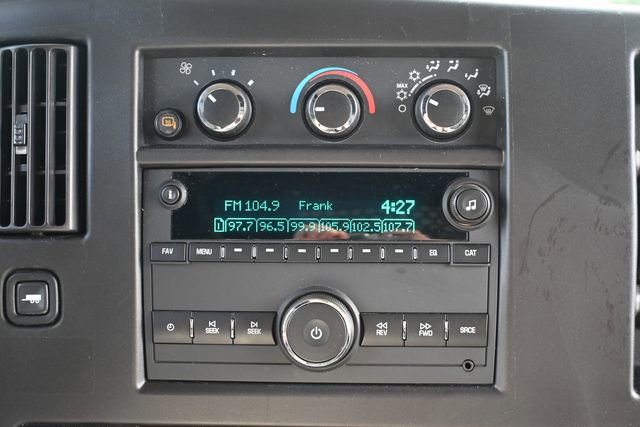 MAX
FM 104.9 Frank 4:27
1 97.7 96.5 99.9 105.9 102.5 107.7
FAV MENU EQ CAT
SEEK SEEK REV FWD SRCE